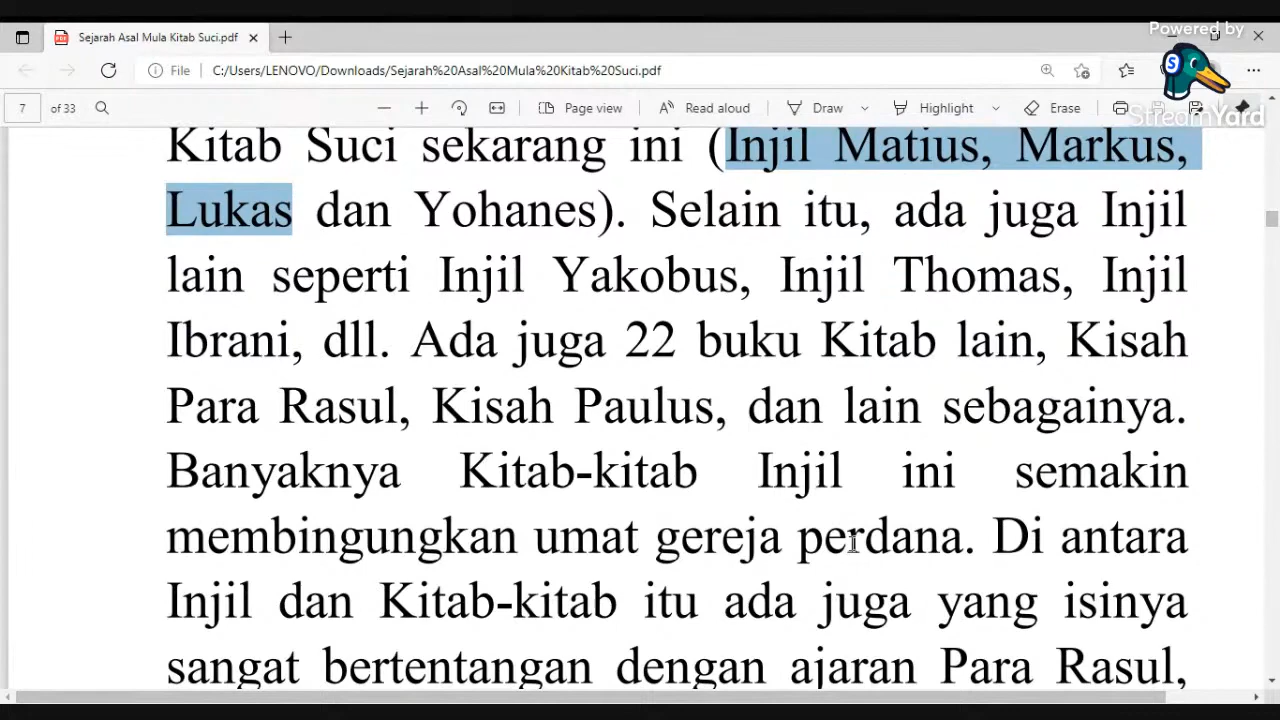 Powered by
Sejarah Asal Mula Kitab Suci.pdf
File C:/Users/LENOVO/Downloads/Sejarah%20Asal%20Mula%20Kitab%20Suci.pdf
7 of 33 Page view Read aloud Draw Highlight Erase
StreamYard
Kitab Suci sekarang ini (Injil Matius, Markus,
Lukas dan Yohanes). Selain itu, ada juga Injil
lain seperti Injil Yakobus, Injil Thomas, Injil
Ibrani, dll. Ada juga 22 buku Kitab lain, Kisah
Para Rasul, Kisah Paulus, dan lain sebagainya.
Banyaknya Kitab-kitab Injil ini semakin
membingungkan umat gereja perdana. Di antara
Injil dan Kitab-kitab itu ada juga yang isinya
sangat bertentangan dengan ajaran Para Rasul,